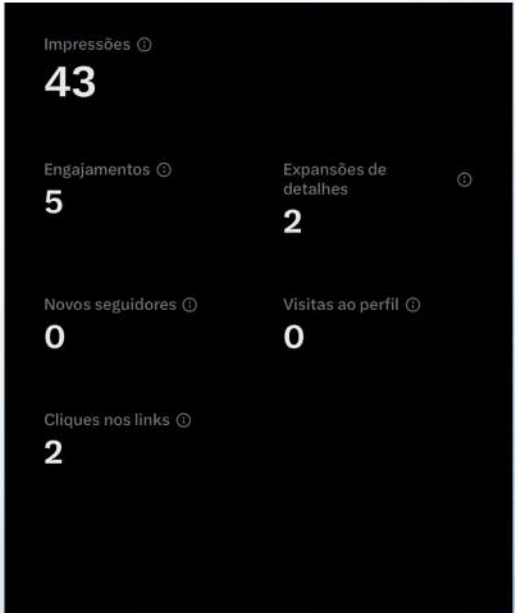 Impressões
43
Engajamentos
5
Expansões de
detalhes
2
Novos seguidores
0
Visitas ao perfil
0
Cliques nos links
2